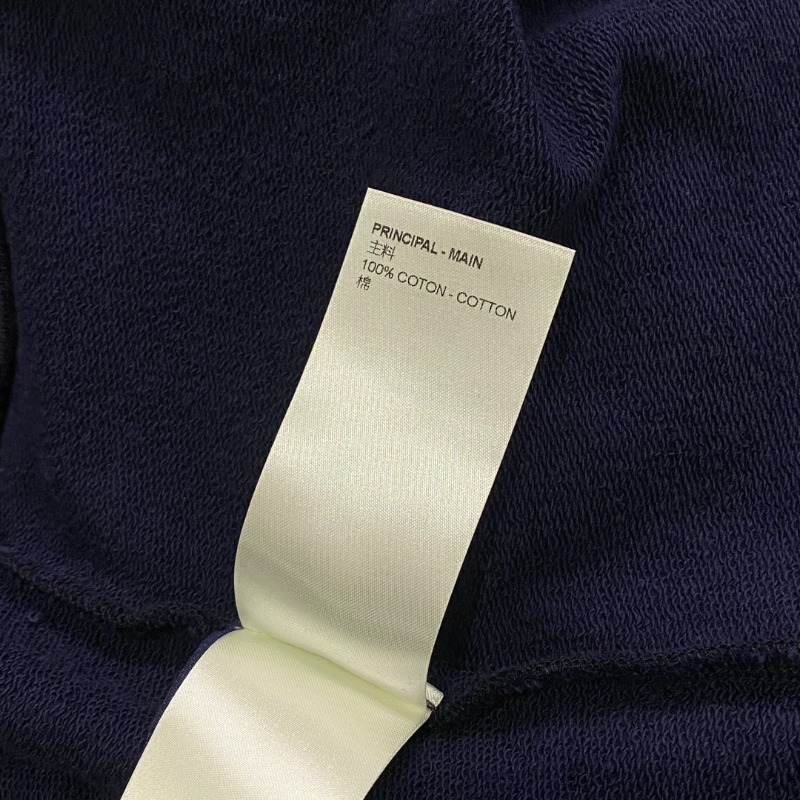 PRINCIPAL - MAIN
主料
100% COTON - COTTON
棉